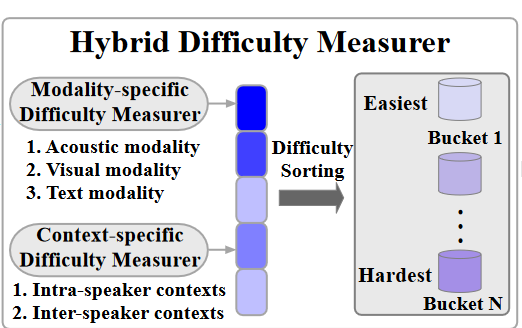 Hybrid Difficulty Measurer
Modality-specific
Difficulty Measurer
1. Acoustic modality
2. Visual modality
3. Text modality
Context-specific
Difficulty Measurer
1. Intra-speaker contexts
2. Inter-speaker contexts
Difficulty
Sorting
Easiest
Bucket 1
Hardest
Bucket N